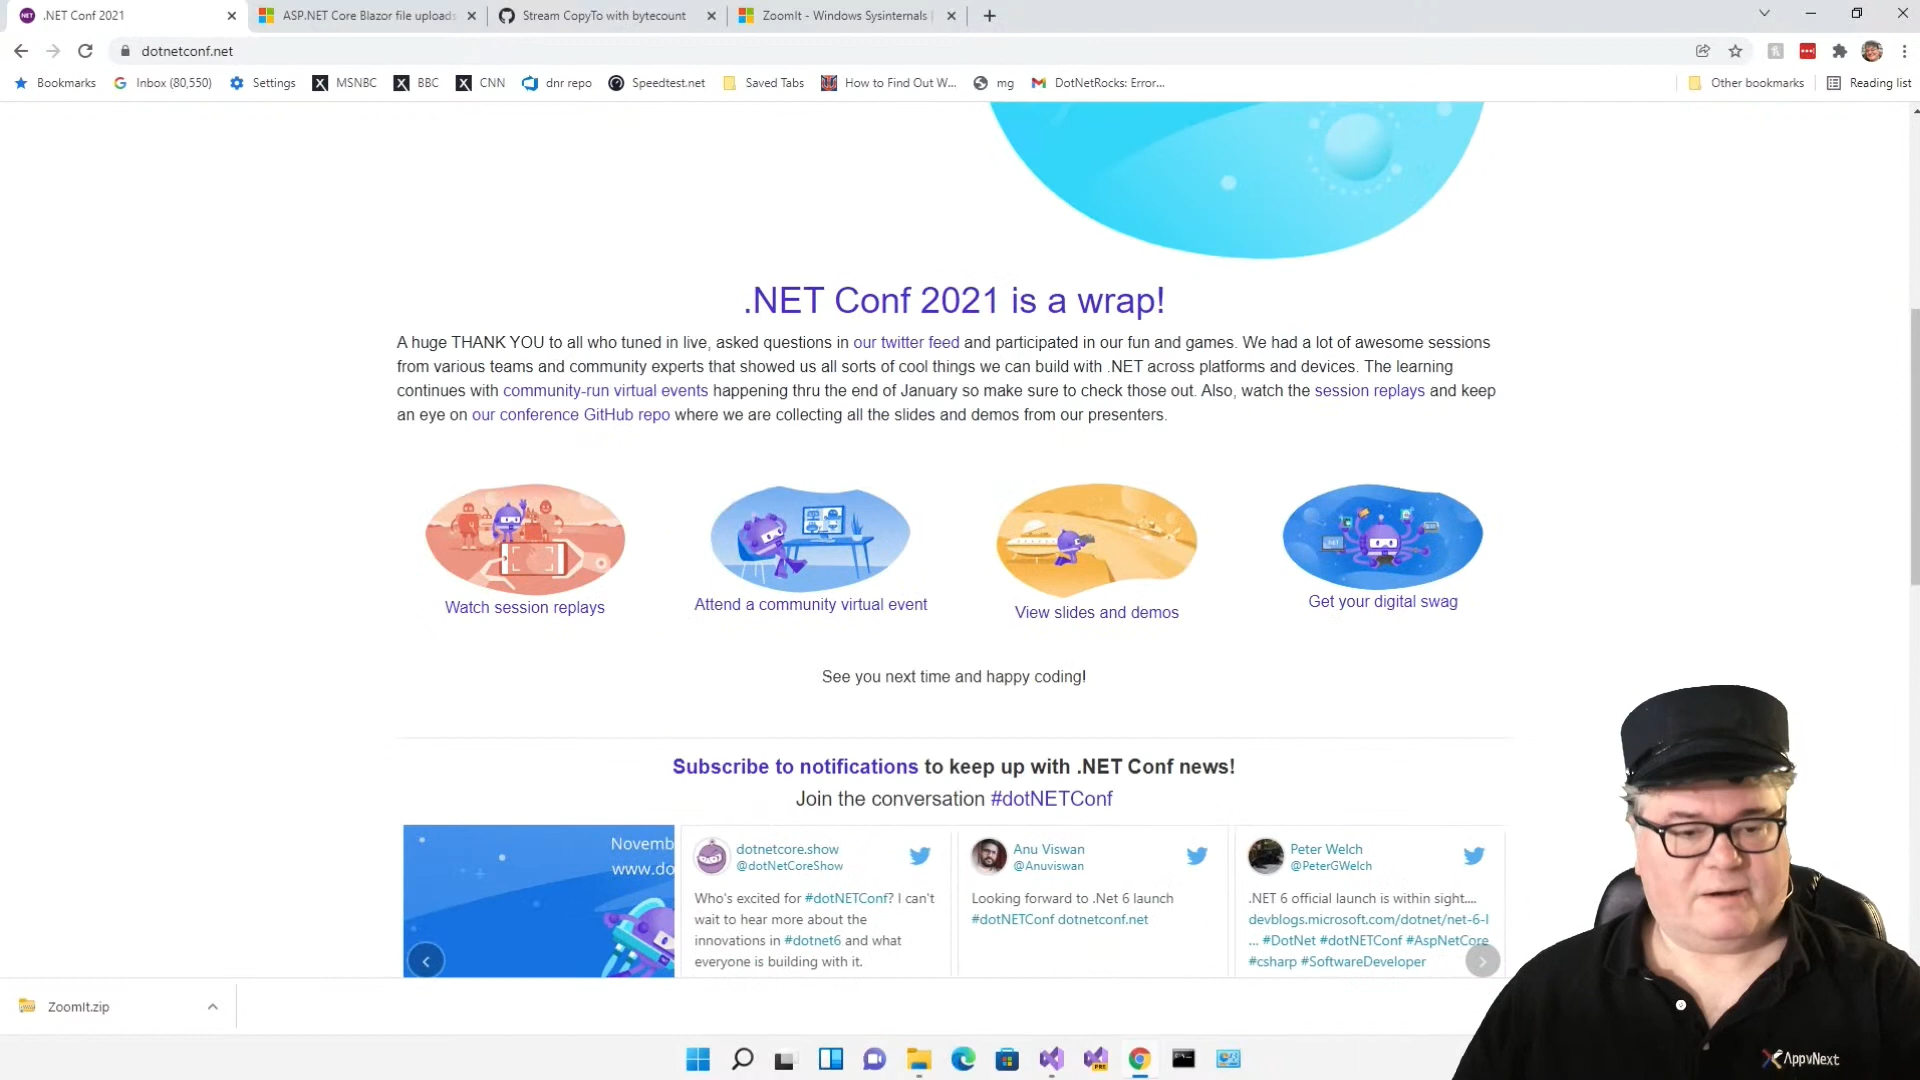 .NET Conf 2021
ASP.NET Core Blazor file uploads
Stream CopyTo with bytecount
ZoomIt - Windows Sysinternals |
dotnetconf.net
Bookmarks
Inbox (80,550)
Settings
MSNBC
BBC
CNN
dnr repo
Speedtest.net
Saved Tabs
How to Find Out W...
mg
DotNetRocks: Error...
Other bookmarks
Reading list
.NET Conf 2021 is a wrap!
A huge THANK YOU to all who tuned in live, asked questions in our twitter feed and participated in our fun and games. We had a lot of awesome sessions
from various teams and community experts that showed us all sorts of cool things we can build with .NET across platforms and devices. The learning
continues with community-run virtual events happening thru the end of January so make sure to check those out. Also, watch the session replays and keep
an eye on our conference GitHub repo where we are collecting all the slides and demos from our presenters.
Watch session replays
Attend a community virtual event
View slides and demos
Get your digital swag
See you next time and happy coding!
Subscribe to notifications to keep up with .NET Conf news!
Join the conversation #dotNETConf
Novemb
www.do
dotnetcore.show
@dotNetCoreShow
Who's excited for #dotNETConf? I can't
wait to hear more about the
innovations in #dotnet6 and what
everyone is building with it.
Anu Viswan
@Anuviswan
Looking forward to .Net 6 launch
#dotNETConf dotnetconf.net
Peter Welch
@PeterGWelch
.NET 6 official launch is within sight....
devblogs.microsoft.com/dotnet/net-6-l
... #DotNet #dotNETConf #AspNetCore
#csharp #SoftwareDeveloper
ZoomIt.zip
AppvNext